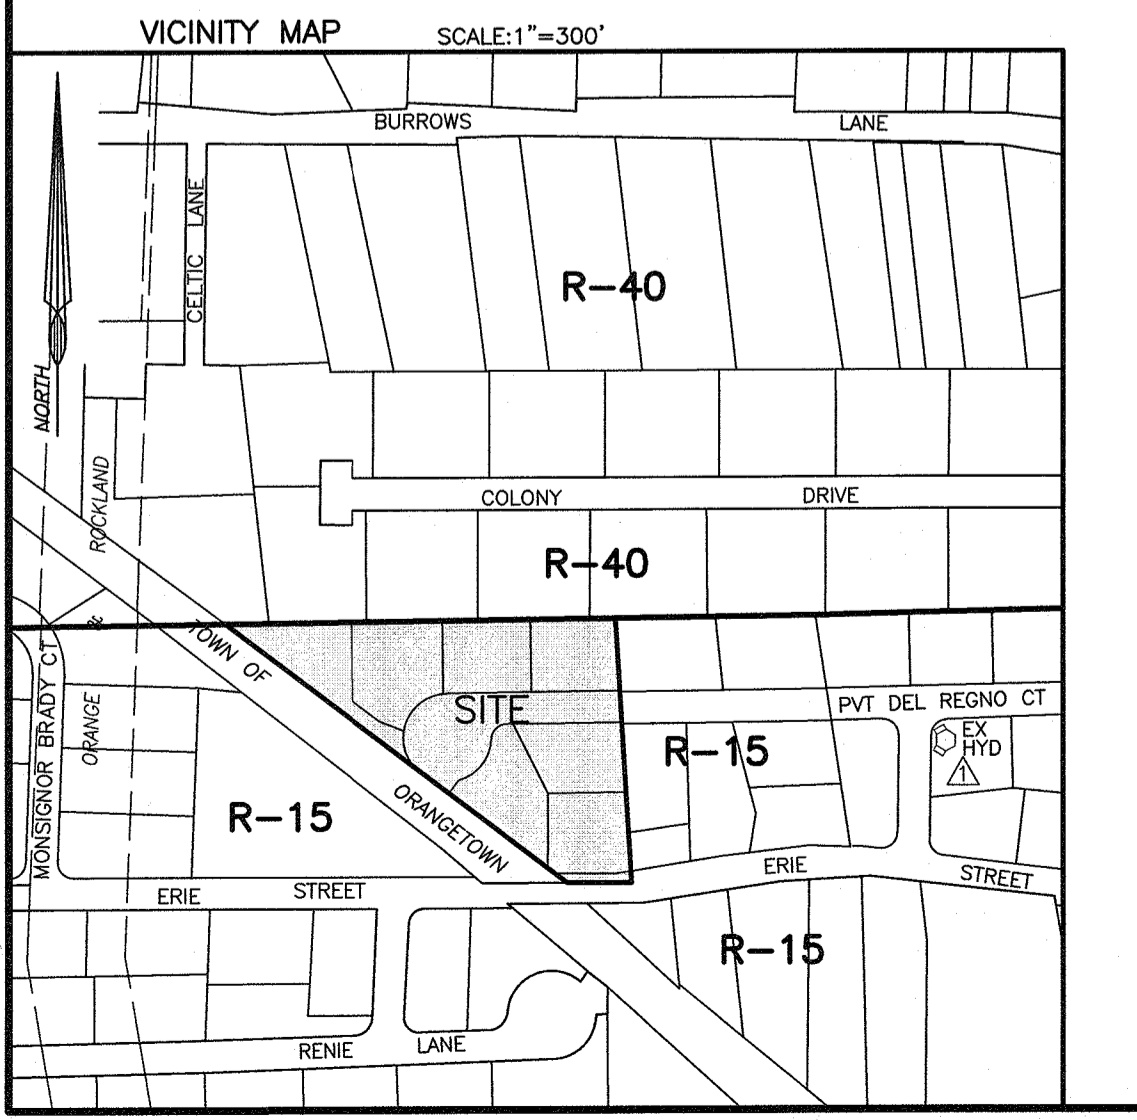 VICINITY MAP
SCALE:1"=300'
BURROWS LANE
CELTIC LANE
R-40
NORTH
ROCKLAND
COLONY DRIVE
R-40
&
TOWN OF
MONSIGNOR BRADY CT
ORANGE
SITE
PVT DEL REGNO CT
EX
HYD
1
R-15
R-15
ORANGETOWN
ERIE STREET
ERIE STREET
R-15
RENIE LANE